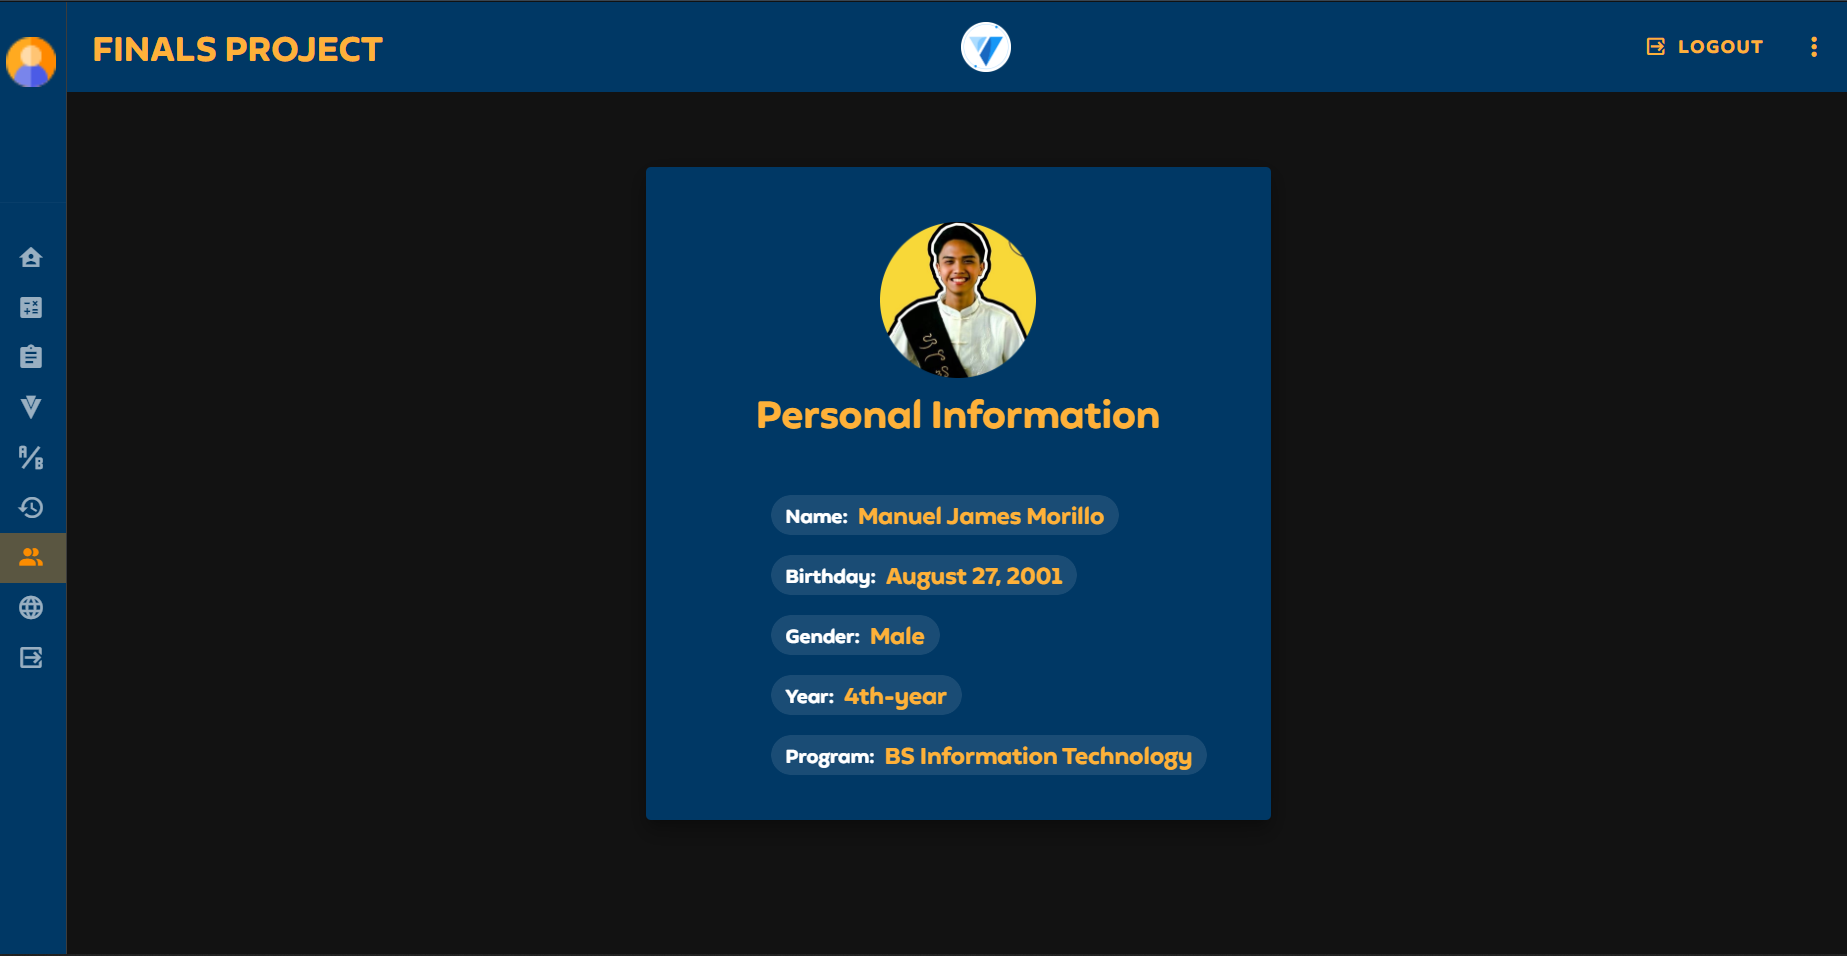 FINALS PROJECT
LOGOUT
Personal Information
Name: Manuel James Morillo
Birthday: August 27, 2001
Gender: Male
Year: 4th-year
Program: BS Information Technology
A/B